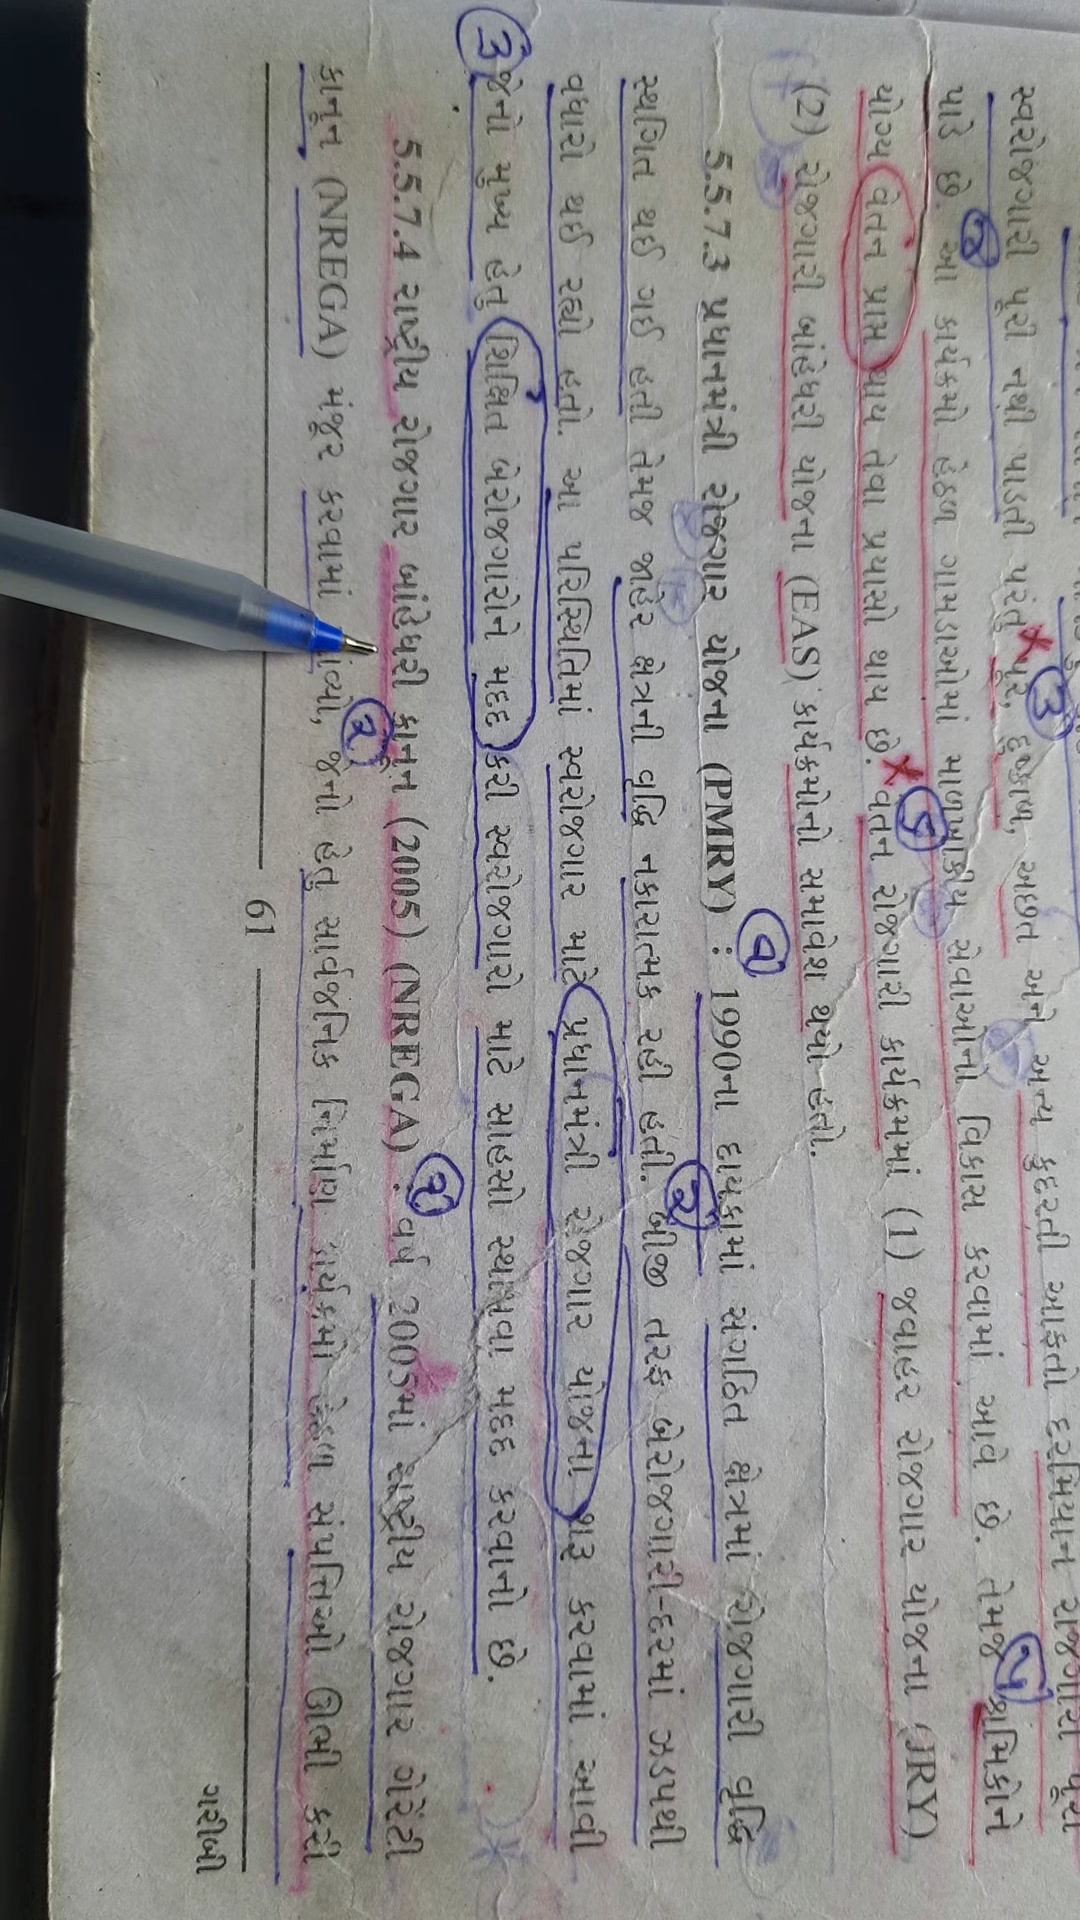 સ્વરોજગારી પૂરી નથી પાડતી પરંતુ પૂર, દુષ્કાળ, અછત અને અન્ય કુદરતી આફતો દરમિયાન રોજગારી પૂરી
પાડે છે. આ કાર્યક્રમો હેઠળ ગામડાઓમાં માળખાકીય સેવાઓનો વિકાસ કરવામાં આવે છે. તેમજ શ્રમિકોને
યોગ્ય વેતન પ્રાપ્ત થાય તેવા પ્રયાસો થાય છે. વેતન રોજગારી કાર્યક્રમમાં (1) જવાહર રોજગાર યોજના (JRY)
(2) રોજગારી બાંહેધરી યોજના (EAS) કાર્યક્રમોનો સમાવેશ થયો હતો.
5.5.7.3 પ્રધાનમંત્રી રોજગાર યોજના (PMRY) : 1990ના દાયકામાં સંગઠિત ક્ષેત્રમાં રોજગારી વૃદ્ધિ
સ્થગિત થઈ ગઈ હતી તેમજ જાહેર ક્ષેત્રની વૃદ્ધિ નકારાત્મક રહી હતી. બીજી તરફ બેરોજગારી-દરમાં ઝડપથી
વધારો થઈ રહ્યો હતો. આ પરિસ્થિતિમાં સ્વરોજગાર માટે પ્રધાનમંત્રી રોજગાર યોજના શરૂ કરવામાં આવી
જેનો મુખ્ય હેતુ શિક્ષિત બેરોજગારોને મદદ કરી સ્વરોજગારી માટે સાહસો સ્થાપવા મદદ કરવાનો છે.
5.5.7.4 રાષ્ટ્રીય રોજગાર બાંહેધરી કાનૂન (2005) (NREGA) : વર્ષ 2005માં રાષ્ટ્રીય રોજગાર ગેરંટી
કાનૂન (NREGA) મંજૂર કરવામાં આવ્યો, જેનો હેતુ સાર્વજનિક નિર્માણ કાર્યક્રમો હેઠળ સંપત્તિઓ ઊભી કરી
61
ગરીબી